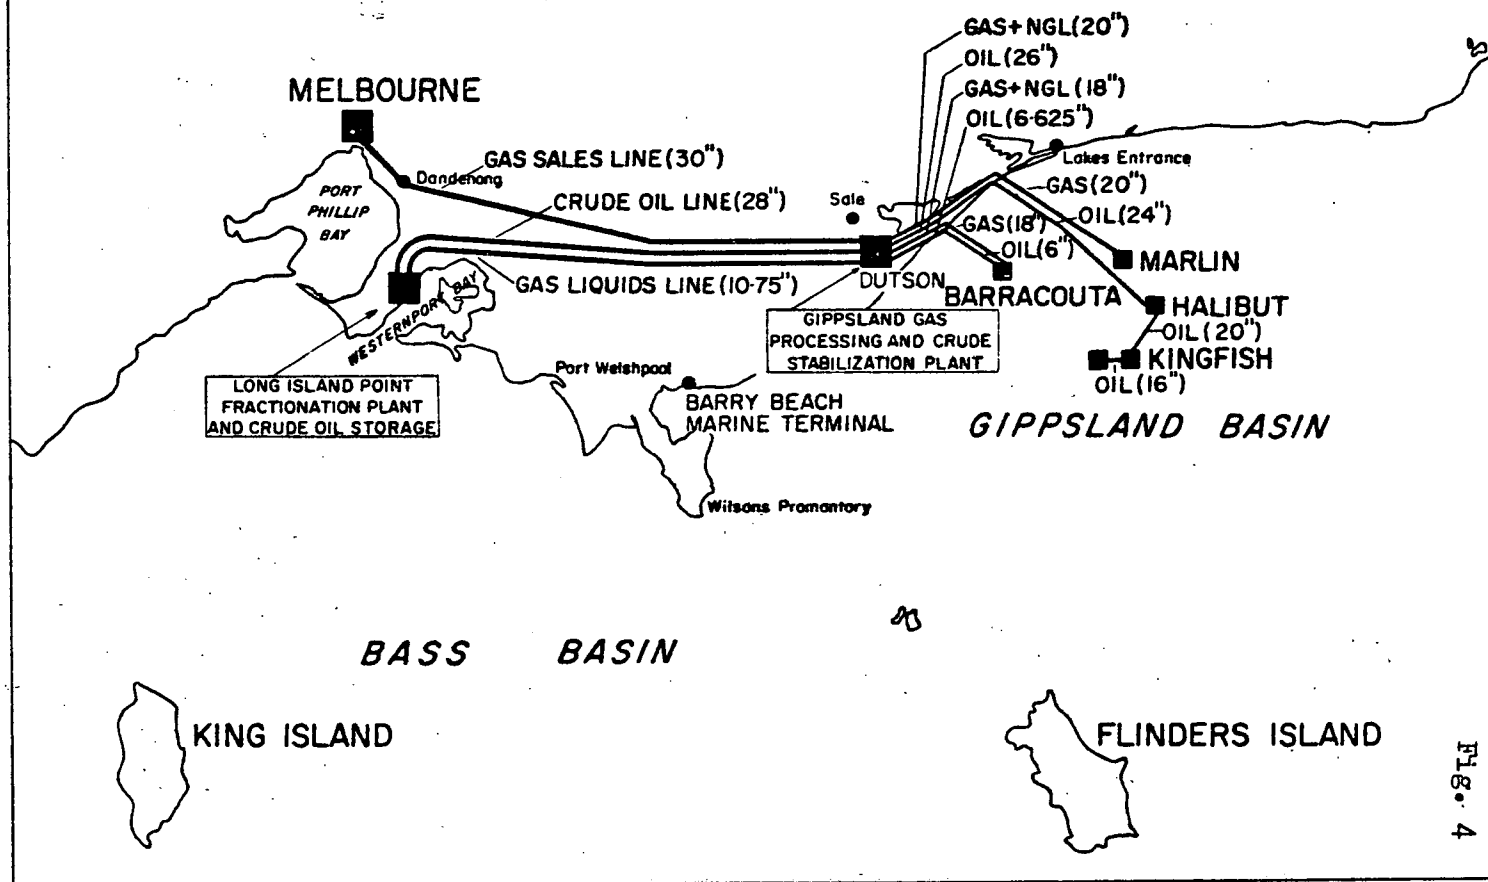 GAS+NGL(20")
OIL(26")
GAS+NGL(18")
OIL(6·625")
MELBOURNE
Lakes Entrance
GAS SALES LINE(30")
Dandenong
GAS(20")
PORT
PHILLIP
BAY
CRUDE OIL LINE(28")
Sale
OIL(24")
GAS(18")
OIL(6")
MARLIN
GAS LIQUIDS LINE(10·75")
DUTSON
BARRACOUTA
HALIBUT
WESTERNPORT BAY
GIPPSLAND GAS
PROCESSING AND CRUDE
STABILIZATION PLANT
OIL(20")
KINGFISH
OIL(16")
Port Welshpool
LONG ISLAND POINT
FRACTIONATION PLANT
AND CRUDE OIL STORAGE
BARRY BEACH
MARINE TERMINAL
GIPPSLAND BASIN
Wilsons Promontory
BASS BASIN
KING ISLAND
FLINDERS ISLAND
Fig. 4